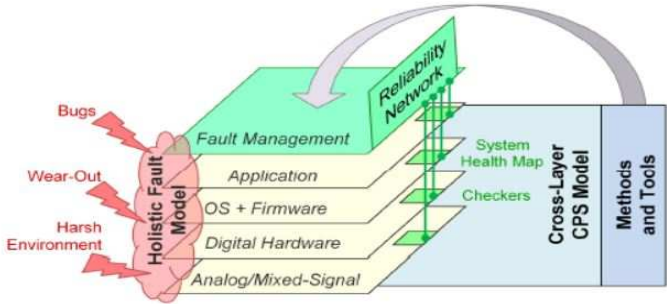 Bugs
Wear-Out
Harsh
Environment
Holistic Fault
Model
Reliability
Network
Fault Management
Application
OS + Firmware
Digital Hardware
Analog/Mixed-Signal
System
Health Map
Checkers
Cross-Layer
CPS Model
Methods
and Tools